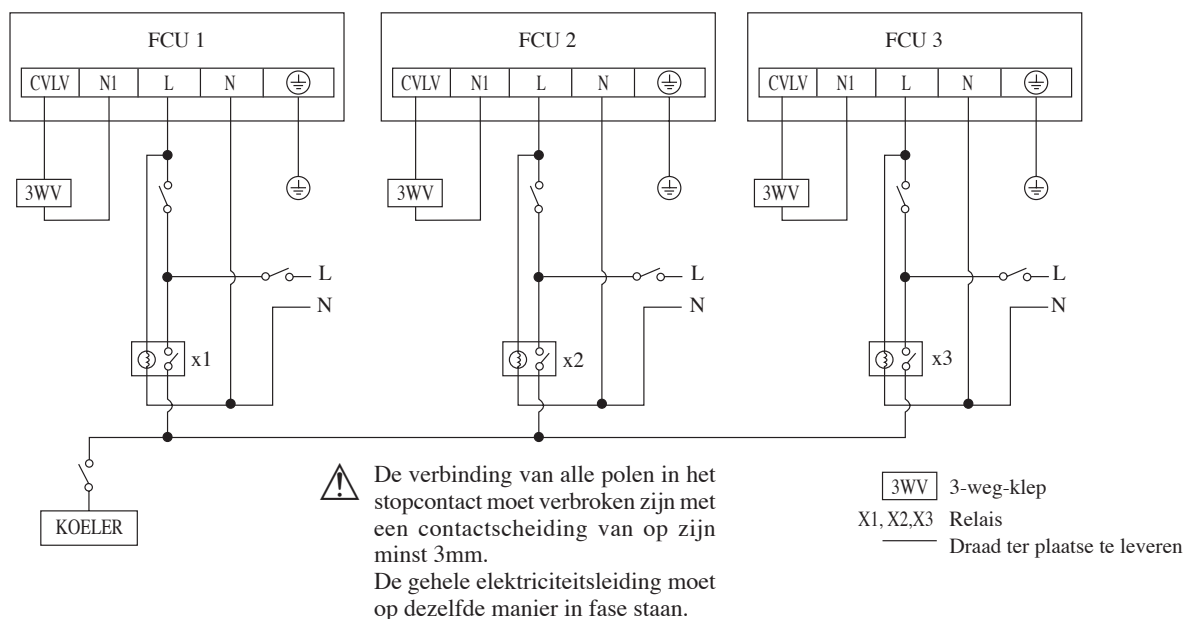 FCU 1
FCU 2
FCU 3
CVLV N1 L N
CVLV N1 L N
CVLV N1 L N
3WV
3WV
3WV
L
L
L
N
N
N
x1
x2
x3
KOELER
De verbinding van alle polen in het
stopcontact moet verbroken zijn met
een contactscheiding van op zijn
minst 3mm.
De gehele elektriciteitsleiding moet
op dezelfde manier in fase staan.
3WV 3-weg-klep
X1, X2,X3 Relais
Draad ter plaatse te leveren